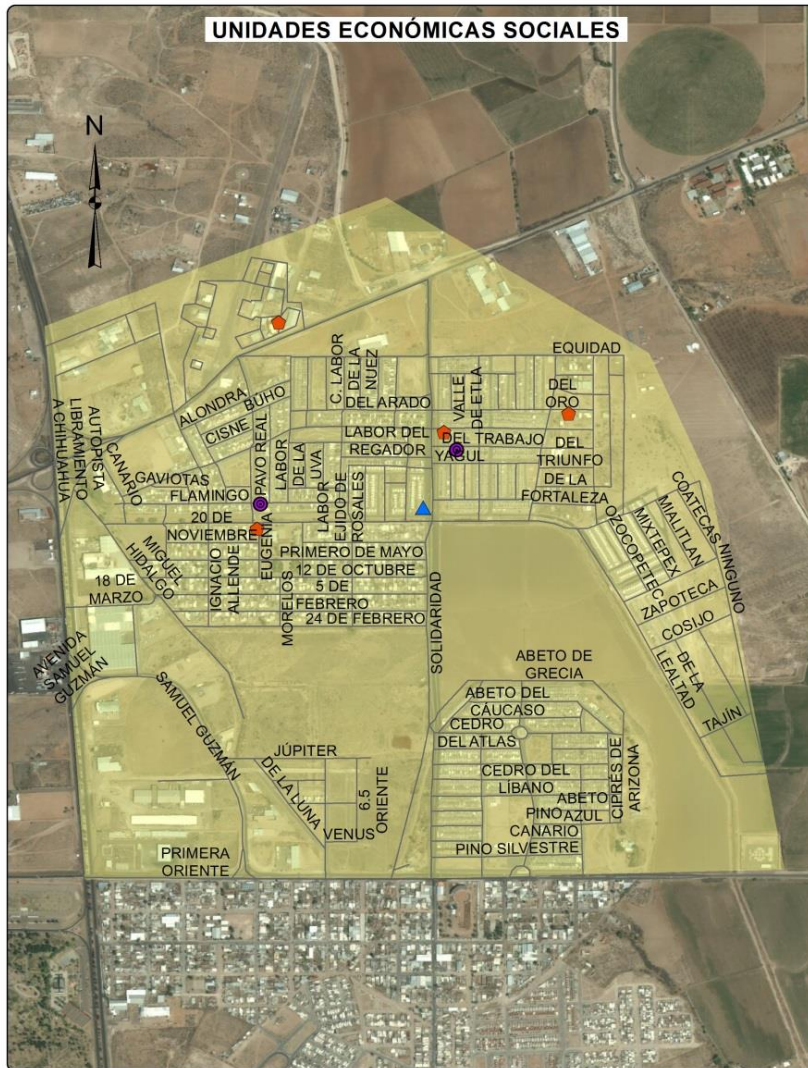 UNIDADES ECONÓMICAS SOCIALES
N
EQUIDAD
C. LABOR
DE LA
NUEZ
VALLE
DE ETLA
DEL
ORO
ALONDRA
BUHO
DEL ARADO
CISNE
PAVO REAL
LABOR
DE LA
UVA
LABOR DEL
REGADOR
DEL TRABAJO
YAGUL
DEL
TRIUNFO
DE LA
FORTALEZA
AUTOPISTA
LIBRAMIENTO
A CHIHUAHUA
CANARIO
GAVIOTAS
FLAMINGO
20 DE
NOVIEMBRE
EUGENIA
LABOR
EJIDO DE
ROSALES
COATECAS
NINGUNO
MIALITLAN
MIXTEPEX
OZOCOPETEC
MIGUEL
HIDALGO
IGNACIO
ALLENDE
PRIMERO DE MAYO
12 DE OCTUBRE
5 DE
FEBRERO
24 DE FEBRERO
MORELOS
18 DE
MARZO
SOLIDARIDAD
ZAPOTECA
COSIJO
DE LA
LEALTAD
TAJÍN
AVENIDA
SAMUEL
GUZMÁN
SAMUEL GUZMÁN
ABETO DE
GRECIA
ABETO DEL
CÁUCASO
CEDRO
DEL ATLAS
JÚPITER
DE LA LUNA
6.5
ORIENTE
VENUS
CEDRO DEL
LÍBANO
CIPRÉS DE
ARIZONA
ABETO
AZUL
PINO
CANARIO
PINO SILVESTRE
PRIMERA
ORIENTE